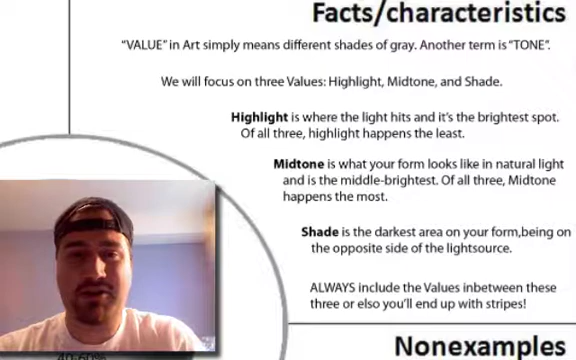 Facts/characteristics
“VALUE” in Art simply means different shades of gray. Another term is “TONE”.
We will focus on three Values: Highlight, Midtone, and Shade.
Highlight is where the light hits and it’s the brightest spot.
Of all three, highlight happens the least.
Midtone is what your form looks like in natural light
and is the middle-brightest. Of all three, Midtone
happens the most.
Shade is the darkest area on your form,being on
the opposite side of the lightsource.
ALWAYS include the Values inbetween these
three or elso you’ll end up with stripes!
Nonexamples